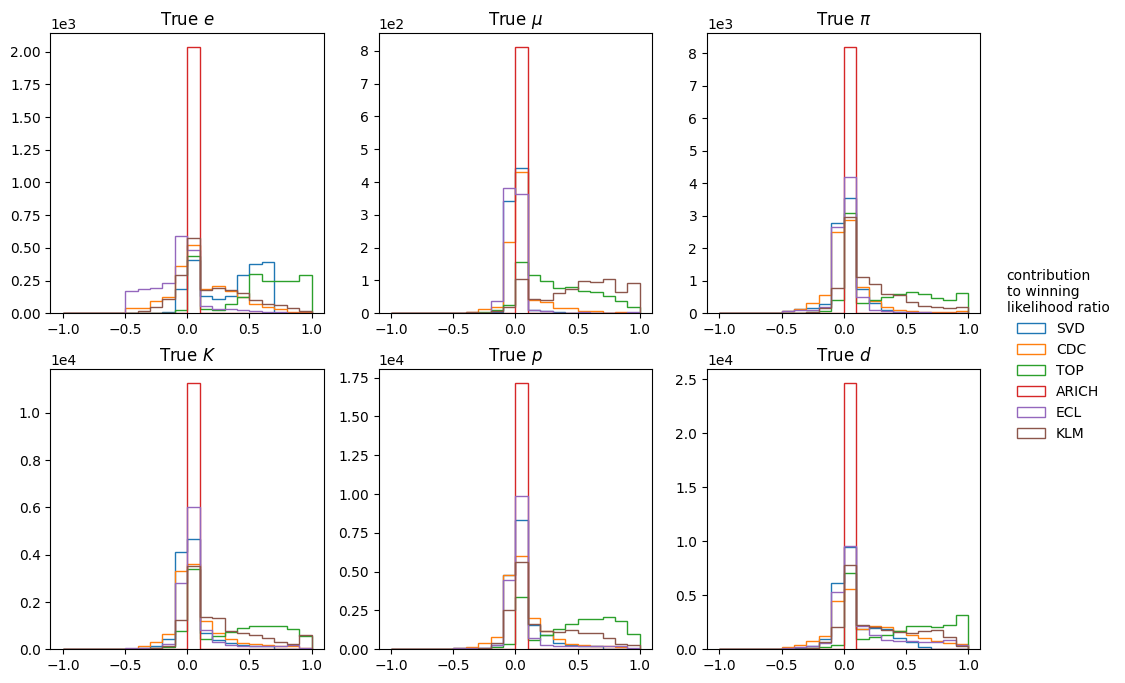 True e
1e3
2.00
1.75
1.50
1.25
1.00
0.75
0.50
0.25
0.00
−1.0 −0.5 0.0 0.5 1.0
True μ
1e2
8
7
6
5
4
3
2
1
0
−1.0 −0.5 0.0 0.5 1.0
True π
1e3
8
7
6
5
4
3
2
1
0
−1.0 −0.5 0.0 0.5 1.0
True K
1e4
1.0
0.8
0.6
0.4
0.2
0.0
−1.0 −0.5 0.0 0.5 1.0
True p
1e4
1.75
1.50
1.25
1.00
0.75
0.50
0.25
0.00
−1.0 −0.5 0.0 0.5 1.0
True d
1e4
2.5
2.0
1.5
1.0
0.5
0.0
−1.0 −0.5 0.0 0.5 1.0
contribution
to winning
likelihood ratio
SVD
CDC
TOP
ARICH
ECL
KLM